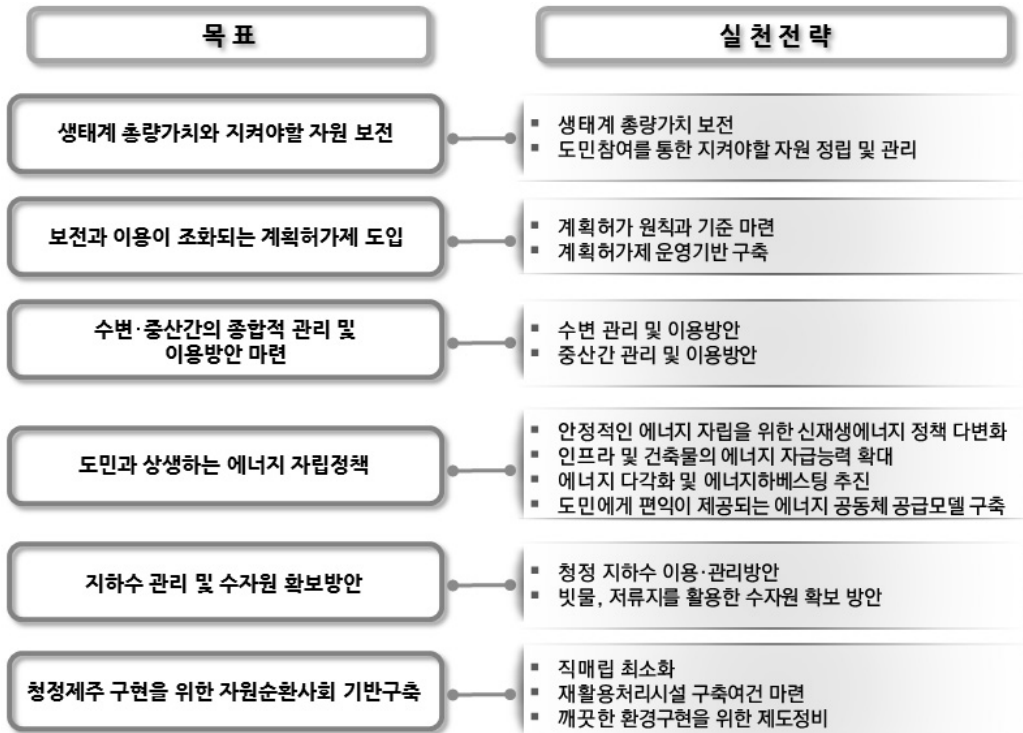 목 표
실 천 전 략
생태계 총량가치와 지켜야할 자원 보전
▪ 생태계 총량가치 보전
▪ 도민참여를 통한 지켜야할 자원 정립 및 관리
보전과 이용이 조화되는 계획허가제 도입
▪ 계획허가 원칙과 기준 마련
▪ 계획허가제 운영기반 구축
수변·중산간의 종합적 관리 및
이용방안 마련
▪ 수변 관리 및 이용방안
▪ 중산간 관리 및 이용방안
도민과 상생하는 에너지 자립정책
▪ 안정적인 에너지 자립을 위한 신재생에너지 정책 다변화
▪ 인프라 및 건축물의 에너지 자급능력 확대
▪ 에너지 다각화 및 에너지하베스팅 추진
▪ 도민에게 편익이 제공되는 에너지 공동체 공급모델 구축
지하수 관리 및 수자원 확보방안
▪ 청정 지하수 이용·관리방안
▪ 빗물, 저류지를 활용한 수자원 확보 방안
청정제주 구현을 위한 자원순환사회 기반구축
▪ 직매립 최소화
▪ 재활용처리시설 구축여건 마련
▪ 깨끗한 환경구현을 위한 제도정비